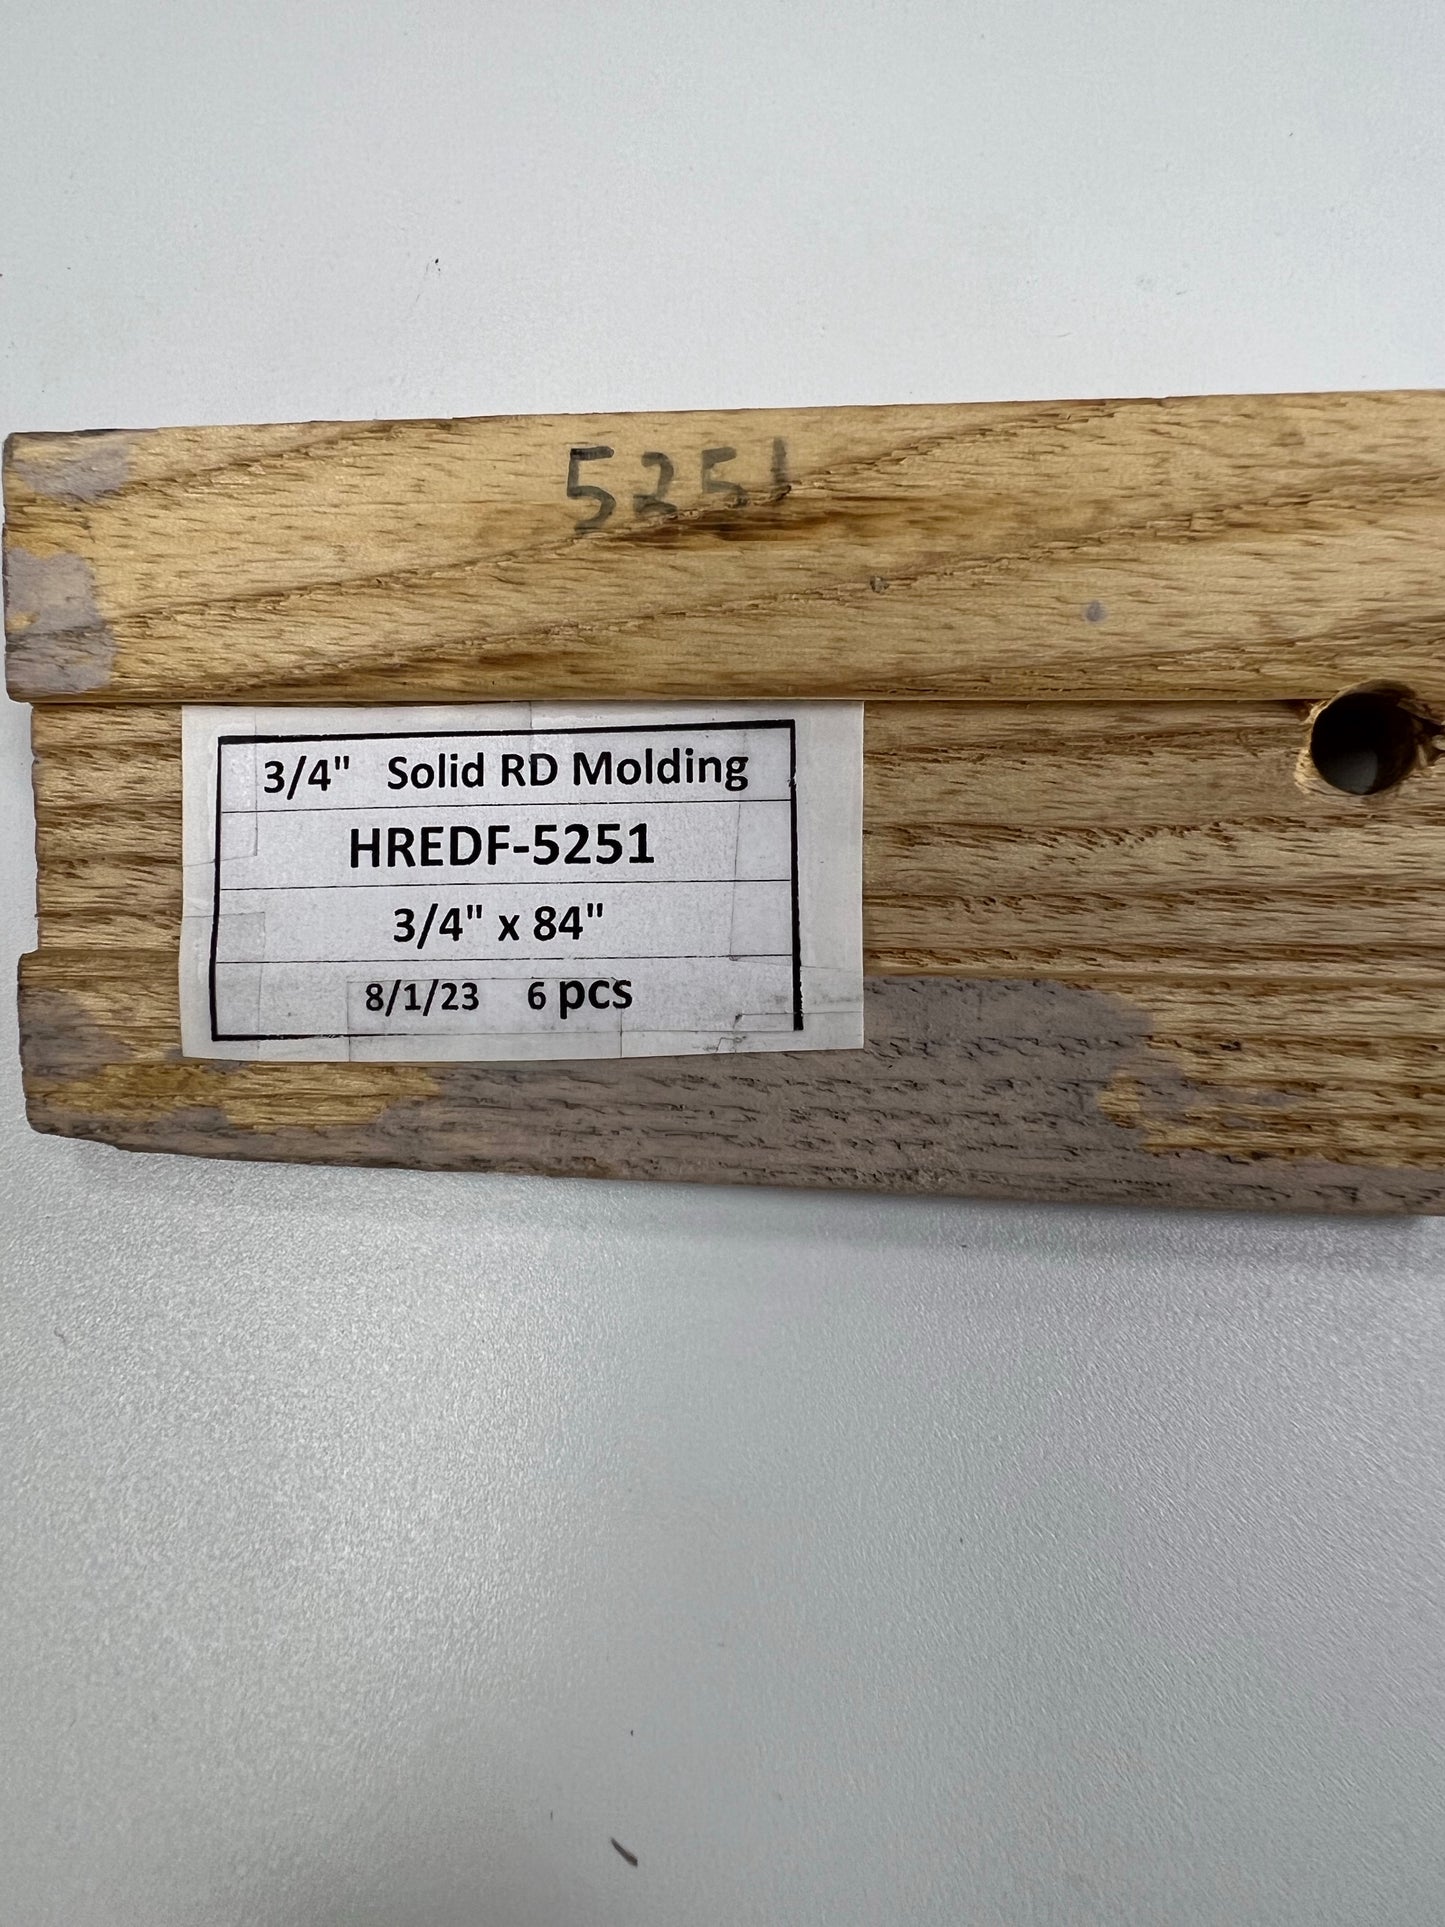 5251
3/4" Solid RD Molding
HREDF-5251
3/4" x 84"
8/1/23 6 pcs